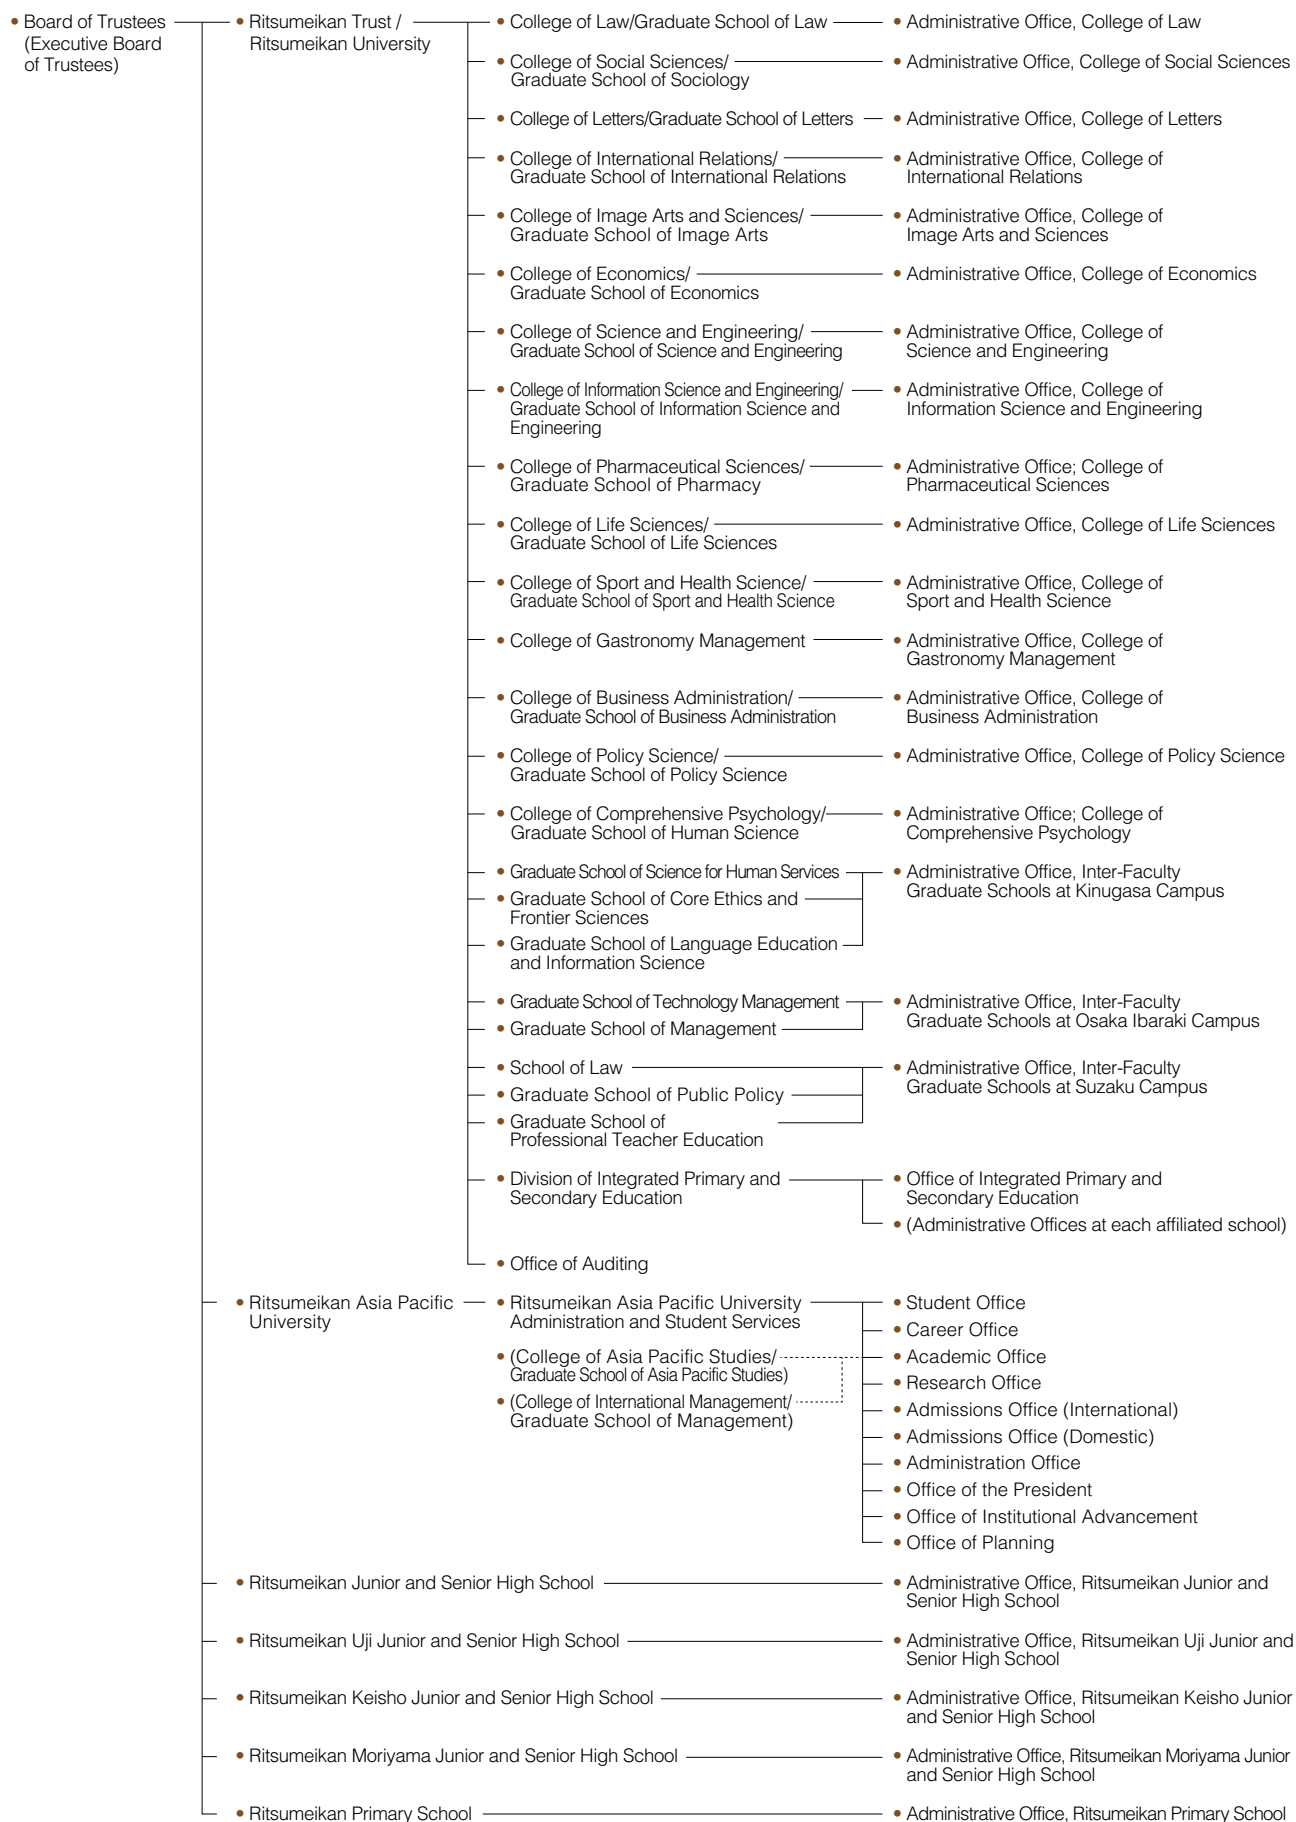 • Board of Trustees
(Executive Board
of Trustees)
• Ritsumeikan Trust /
Ritsumeikan University
• College of Law/Graduate School of Law
• Administrative Office, College of Law
• College of Social Sciences/
Graduate School of Sociology
• Administrative Office, College of Social Sciences
• College of Letters/Graduate School of Letters
• Administrative Office, College of Letters
• College of International Relations/
Graduate School of International Relations
• Administrative Office, College of
International Relations
• College of Image Arts and Sciences/
Graduate School of Image Arts
• Administrative Office, College of
Image Arts and Sciences
• College of Economics/
Graduate School of Economics
• Administrative Office, College of Economics
• College of Science and Engineering/
Graduate School of Science and Engineering
• Administrative Office, College of
Science and Engineering
• College of Information Science and Engineering/
Graduate School of Information Science and
Engineering
• Administrative Office, College of
Information Science and Engineering
• College of Pharmaceutical Sciences/
Graduate School of Pharmacy
• Administrative Office; College of
Pharmaceutical Sciences
• College of Life Sciences/
Graduate School of Life Sciences
• Administrative Office, College of Life Sciences
• College of Sport and Health Science/
Graduate School of Sport and Health Science
• Administrative Office, College of
Sport and Health Science
• College of Gastronomy Management
• Administrative Office, College of
Gastronomy Management
• College of Business Administration/
Graduate School of Business Administration
• Administrative Office, College of
Business Administration
• College of Policy Science/
Graduate School of Policy Science
• Administrative Office, College of Policy Science
• College of Comprehensive Psychology/
Graduate School of Human Science
• Administrative Office; College of
Comprehensive Psychology
• Graduate School of Science for Human Services
• Graduate School of Core Ethics and
Frontier Sciences
• Graduate School of Language Education
and Information Science
• Administrative Office, Inter-Faculty
Graduate Schools at Kinugasa Campus
• Graduate School of Technology Management
• Graduate School of Management
• Administrative Office, Inter-Faculty
Graduate Schools at Osaka Ibaraki Campus
• School of Law
• Graduate School of Public Policy
• Graduate School of
Professional Teacher Education
• Administrative Office, Inter-Faculty
Graduate Schools at Suzaku Campus
• Division of Integrated Primary and
Secondary Education
• Office of Integrated Primary and
Secondary Education
• (Administrative Offices at each affiliated school)
• Office of Auditing
• Ritsumeikan Asia Pacific
University
• Ritsumeikan Asia Pacific University
Administration and Student Services
• (College of Asia Pacific Studies/
Graduate School of Asia Pacific Studies)
• (College of International Management/
Graduate School of Management)
• Student Office
• Career Office
• Academic Office
• Research Office
• Admissions Office (International)
• Admissions Office (Domestic)
• Administration Office
• Office of the President
• Office of Institutional Advancement
• Office of Planning
• Ritsumeikan Junior and Senior High School
• Administrative Office, Ritsumeikan Junior and
Senior High School
• Ritsumeikan Uji Junior and Senior High School
• Administrative Office, Ritsumeikan Uji Junior and
Senior High School
• Ritsumeikan Keisho Junior and Senior High School
• Administrative Office, Ritsumeikan Keisho Junior
and Senior High School
• Ritsumeikan Moriyama Junior and Senior High School
• Administrative Office, Ritsumeikan Moriyama Junior
and Senior High School
• Ritsumeikan Primary School
• Administrative Office, Ritsumeikan Primary School